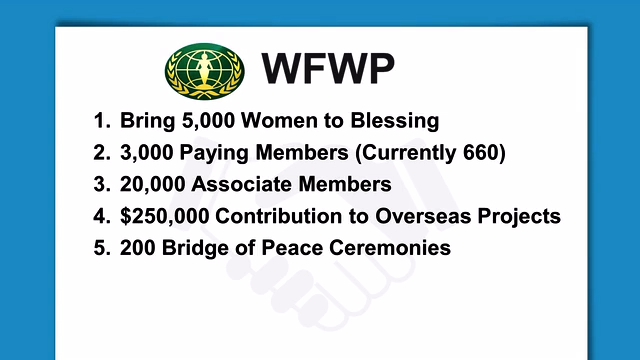 WFWP
1. Bring 5,000 Women to Blessing
2. 3,000 Paying Members (Currently 660)
3. 20,000 Associate Members
4. $250,000 Contribution to Overseas Projects
5. 200 Bridge of Peace Ceremonies